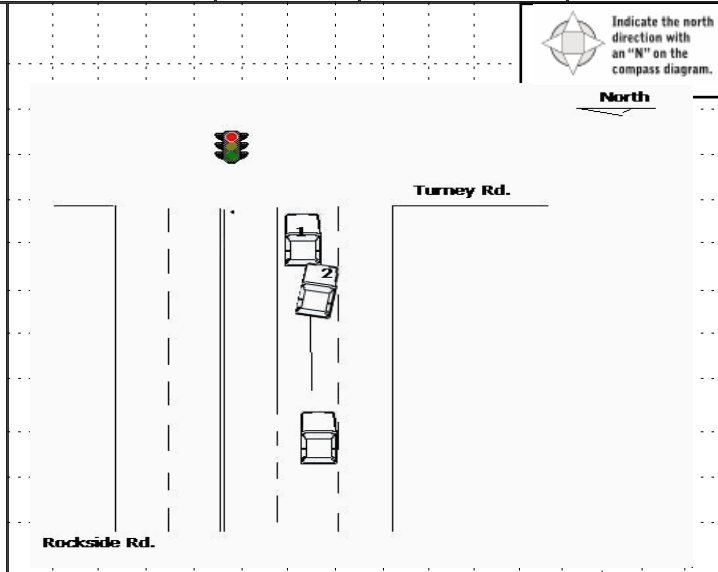 Indicate the north
direction with
an “N” on the
compass diagram.
North
Turney Rd.
1
2
Rockside Rd.